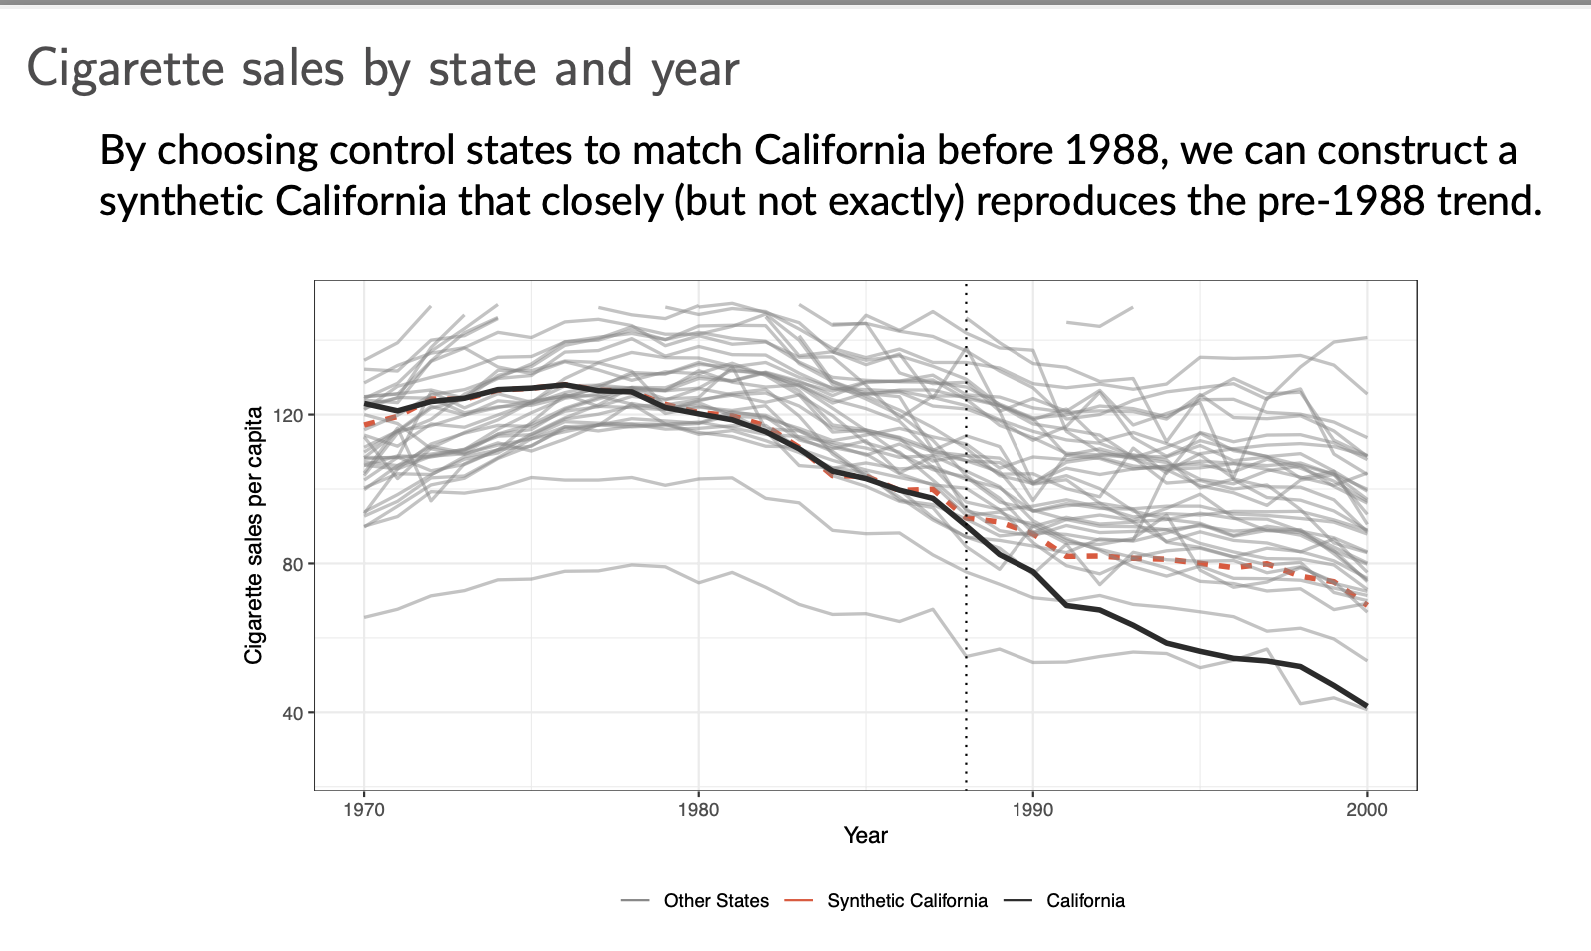 Cigarette sales by state and year
By choosing control states to match California before 1988, we can construct a
synthetic California that closely (but not exactly) reproduces the pre-1988 trend.
Cigarette sales per capita
120
80
40
1970 1980 1990 2000
Year
Other States Synthetic California California